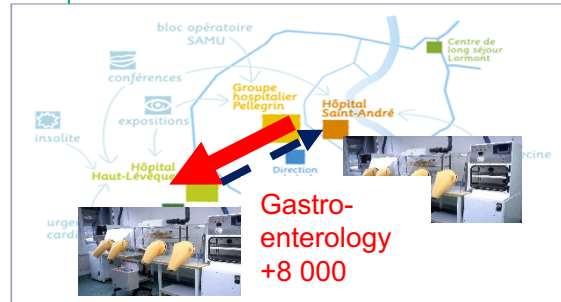 bloc opératoire
SAMU
Centre de
long séjour
Lormont
conférences
Groupe
hospitalier
Pellegrin
Hôpital
Saint-André
insolite
expositions
Hôpital
Haut-Lévêque
Direction
Gastro-
enterology
+8 000